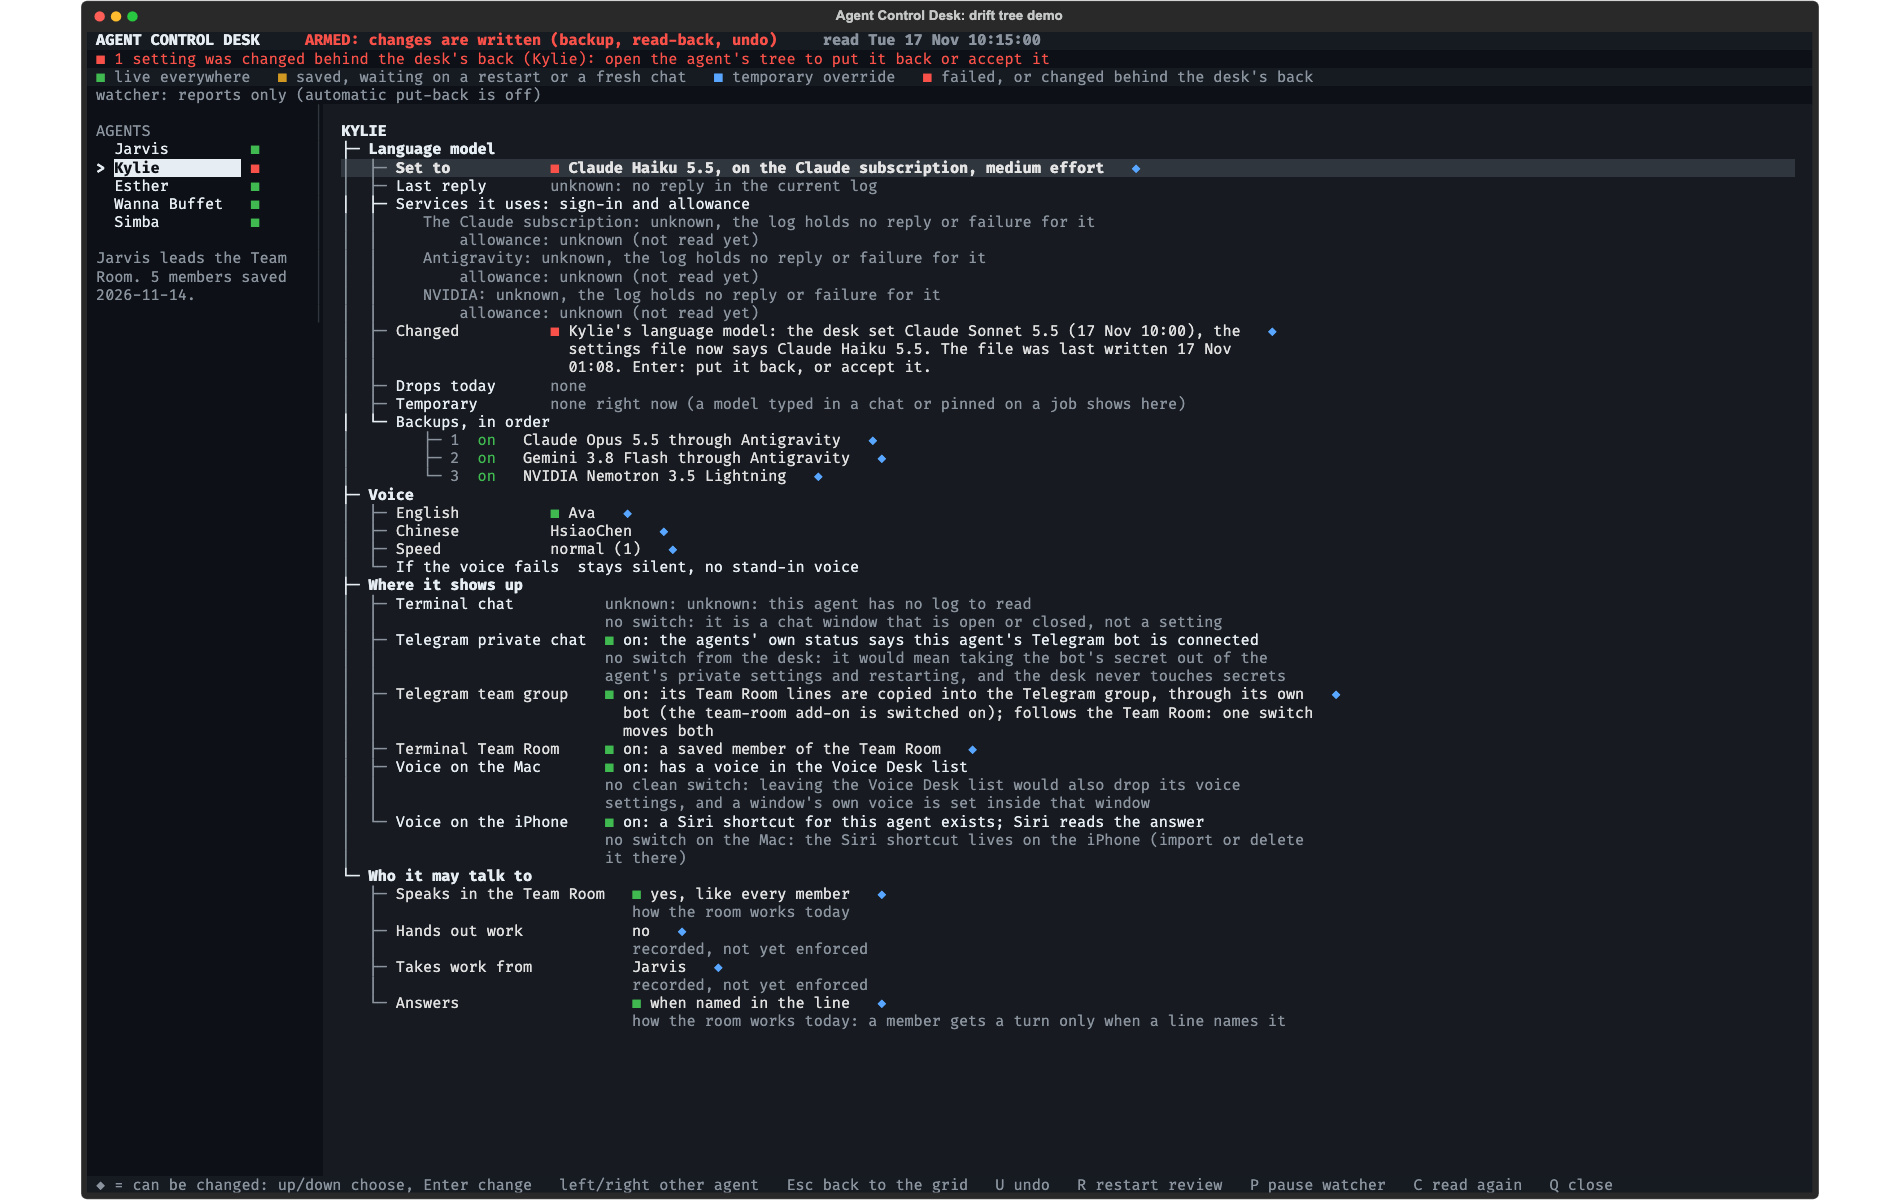 Agent Control Desk: drift tree demo
AGENT CONTROL DESK ARMED: changes are written (backup, read-back, undo) read Tue 17 Nov 10:15:00
1 setting was changed behind the desk's back (Kylie): open the agent's tree to put it back or accept it
live everywhere saved, waiting on a restart or a fresh chat temporary override failed, or changed behind the desk's back
watcher: reports only (automatic put-back is off)
AGENTS
Jarvis
> Kylie
Esther
Wanna Buffet
Simba
Jarvis leads the Team
Room. 5 members saved
2026-11-14.
KYLIE
Language model
Set to Claude Haiku 5.5, on the Claude subscription, medium effort
Last reply unknown: no reply in the current log
Services it uses: sign-in and allowance
The Claude subscription: unknown, the log holds no reply or failure for it
allowance: unknown (not read yet)
Antigravity: unknown, the log holds no reply or failure for it
allowance: unknown (not read yet)
NVIDIA: unknown, the log holds no reply or failure for it
allowance: unknown (not read yet)
Changed Kylie's language model: the desk set Claude Sonnet 5.5 (17 Nov 10:00), the
settings file now says Claude Haiku 5.5. The file was last written 17 Nov
01:08. Enter: put it back, or accept it.
Drops today none
Temporary none right now (a model typed in a chat or pinned on a job shows here)
Backups, in order
1 on Claude Opus 5.5 through Antigravity
2 on Gemini 3.8 Flash through Antigravity
3 on NVIDIA Nemotron 3.5 Lightning
Voice
English Ava
Chinese HsiaoChen
Speed normal (1)
If the voice fails stays silent, no stand-in voice
Where it shows up
Terminal chat unknown: unknown: this agent has no log to read
no switch: it is a chat window that is open or closed, not a setting
Telegram private chat on: the agents' own status says this agent's Telegram bot is connected
no switch from the desk: it would mean taking the bot's secret out of the
agent's private settings and restarting, and the desk never touches secrets
Telegram team group on: its Team Room lines are copied into the Telegram group, through its own
bot (the team-room add-on is switched on); follows the Team Room: one switch
moves both
Terminal Team Room on: a saved member of the Team Room
Voice on the Mac on: has a voice in the Voice Desk list
no clean switch: leaving the Voice Desk list would also drop its voice
settings, and a window's own voice is set inside that window
Voice on the iPhone on: a Siri shortcut for this agent exists; Siri reads the answer
no switch on the Mac: the Siri shortcut lives on the iPhone (import or delete
it there)
Who it may talk to
Speaks in the Team Room yes, like every member
how the room works today
Hands out work no
recorded, not yet enforced
Takes work from Jarvis
recorded, not yet enforced
Answers when named in the line
how the room works today: a member gets a turn only when a line names it
◆ = can be changed: up/down choose, Enter change left/right other agent Esc back to the grid U undo R restart review P pause watcher C read again Q close